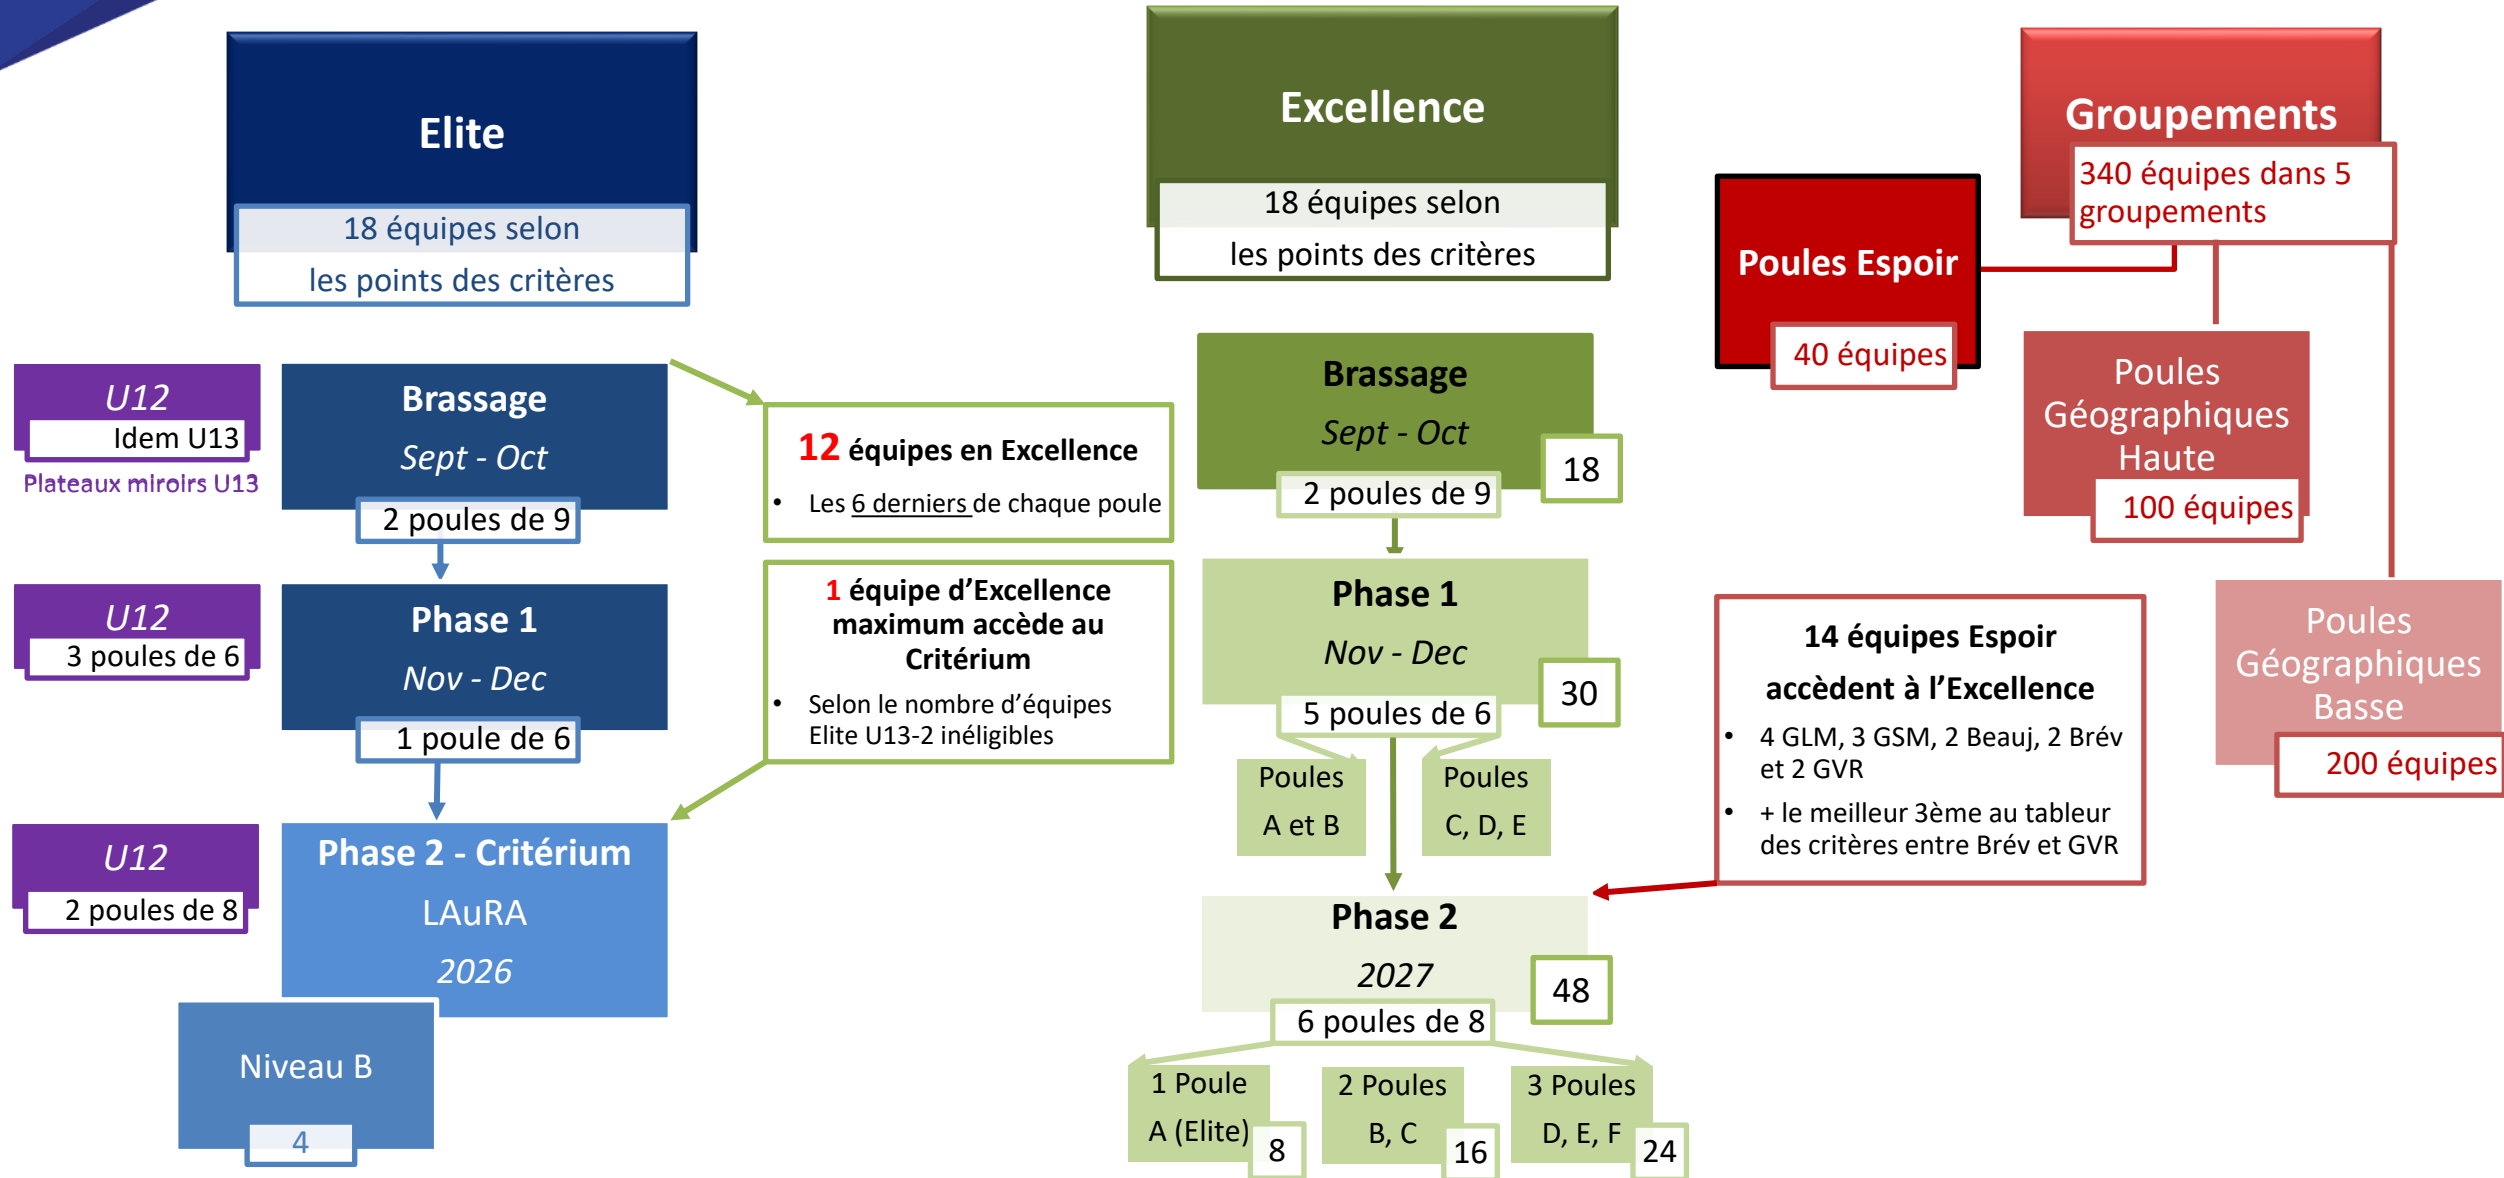 Elite
18 équipes selon
les points des critères
U12
Idem U13
Plateaux miroirs U13
Brassage
Sept - Oct
2 poules de 9
U12
3 poules de 6
Phase 1
Nov - Dec
1 poule de 6
U12
2 poules de 8
Phase 2 - Critérium
LAuRA
2026
Niveau B
4
12 équipes en Excellence
• Les 6 derniers de chaque poule
1 équipe d’Excellence
maximum accède au
Critérium
• Selon le nombre d’équipes
Elite U13-2 inéligibles
Excellence
18 équipes selon
les points des critères
Brassage
Sept - Oct
18
2 poules de 9
Phase 1
Nov - Dec
30
5 poules de 6
Poules
A et B
Poules
C, D, E
Phase 2
2027
48
6 poules de 8
1 Poule
A (Elite)
8
2 Poules
B, C
16
3 Poules
D, E, F
24
Groupements
340 équipes dans 5
groupements
Poules Espoir
40 équipes
Poules
Géographiques
Haute
100 équipes
Poules
Géographiques
Basse
200 équipes
14 équipes Espoir
accèdent à l’Excellence
• 4 GLM, 3 GSM, 2 Beauj, 2 Brév
et 2 GVR
• + le meilleur 3ème au tableur
des critères entre Brév et GVR